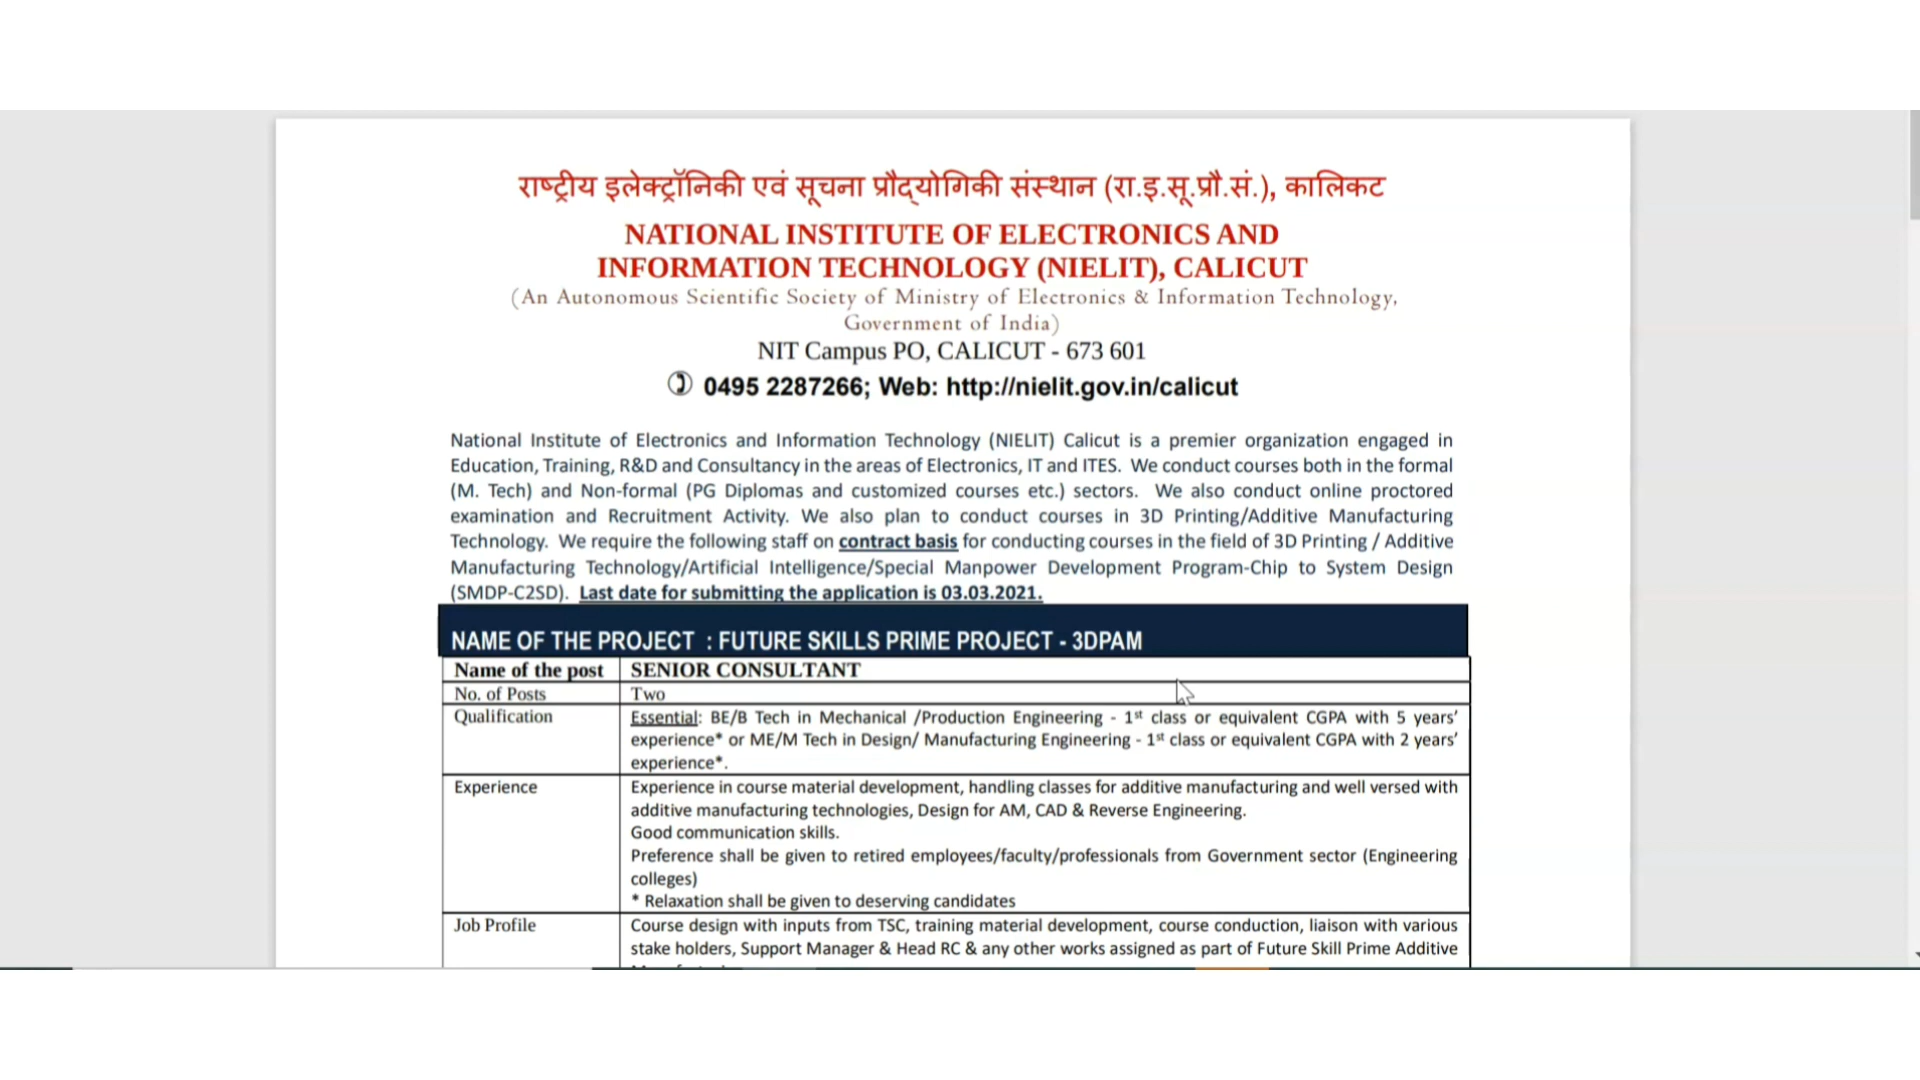 राष्ट्रीय इलेक्ट्रॉनिकी एवं सूचना प्रौद्योगिकी संस्थान (रा.इ.सू.प्रौ.सं.), कालिकट
NATIONAL INSTITUTE OF ELECTRONICS AND
INFORMATION TECHNOLOGY (NIELIT), CALICUT
(An Autonomous Scientific Society of Ministry of Electronics & Information Technology,
Government of India)
NIT Campus PO, CALICUT - 673 601
0495 2287266; Web: http://nielit.gov.in/calicut
National Institute of Electronics and Information Technology (NIELIT) Calicut is a premier organization engaged in
Education, Training, R&D and Consultancy in the areas of Electronics, IT and ITES. We conduct courses both in the formal
(M. Tech) and Non-formal (PG Diplomas and customized courses etc.) sectors. We also conduct online proctored
examination and Recruitment Activity. We also plan to conduct courses in 3D Printing/Additive Manufacturing
Technology. We require the following staff on contract basis for conducting courses in the field of 3D Printing / Additive
Manufacturing Technology/Artificial Intelligence/Special Manpower Development Program-Chip to System Design
(SMDP-C2SD). Last date for submitting the application is 03.03.2021.
NAME OF THE PROJECT : FUTURE SKILLS PRIME PROJECT - 3DPAM
Name of the post SENIOR CONSULTANT
No. of Posts Two
Qualification Essential: BE/B Tech in Mechanical /Production Engineering - 1st class or equivalent CGPA with 5 years'
experience* or ME/M Tech in Design/ Manufacturing Engineering - 1st class or equivalent CGPA with 2 years'
experience*.
Experience Experience in course material development, handling classes for additive manufacturing and well versed with
additive manufacturing technologies, Design for AM, CAD & Reverse Engineering.
Good communication skills.
Preference shall be given to retired employees/faculty/professionals from Government sector (Engineering
colleges)
* Relaxation shall be given to deserving candidates
Job Profile Course design with inputs from TSC, training material development, course conduction, liaison with various
stake holders, Support Manager & Head RC & any other works assigned as part of Future Skill Prime Additive